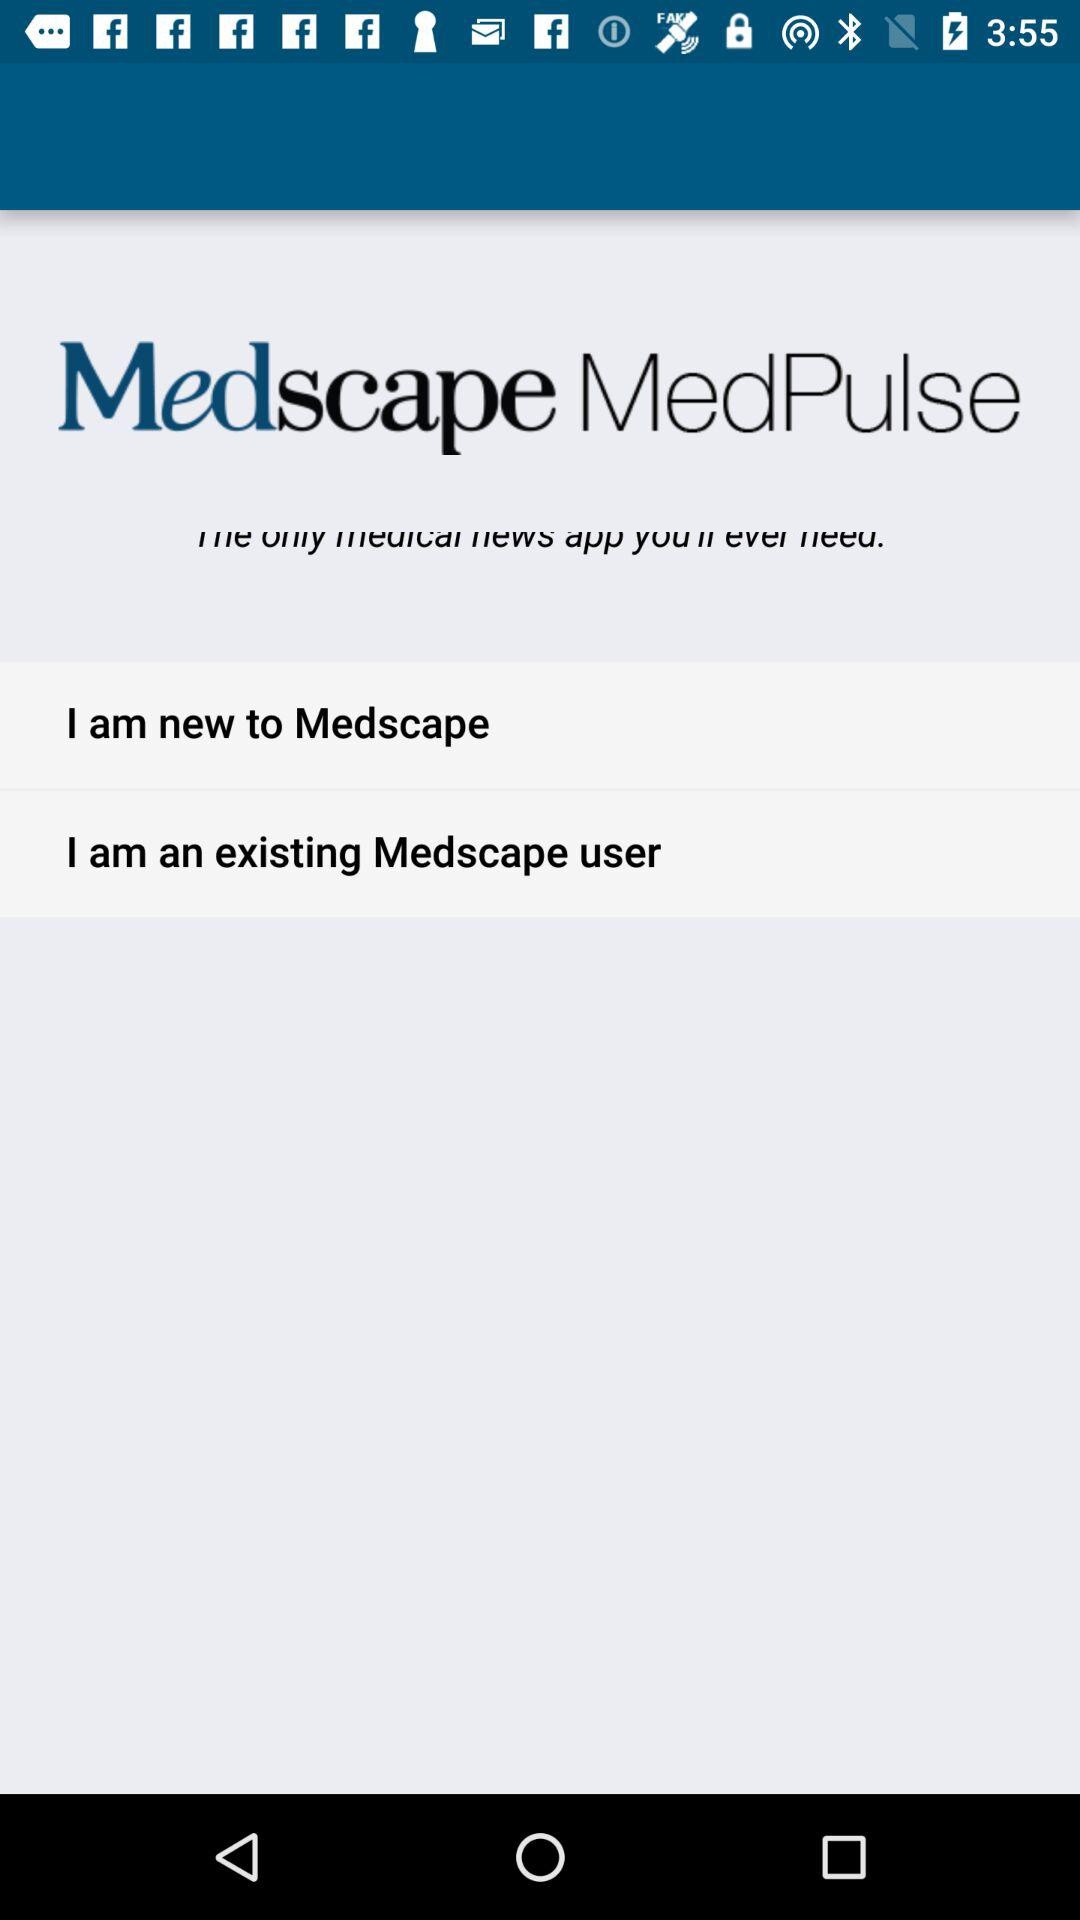 FAKE
3:55
Medscape MedPulse
The only medical news app you'll ever need.
I am new to Medscape
I am an existing Medscape user